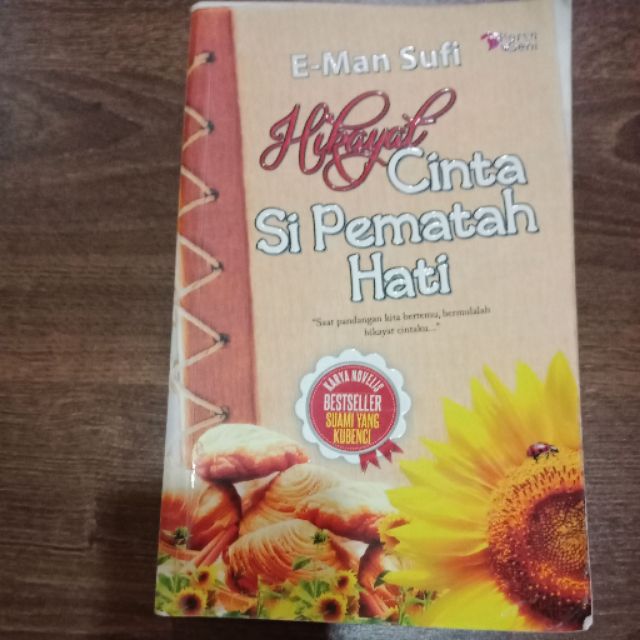 E-Man Sufi
Hikayat
Cinta
Si Pematah
Hati
"Saat pandangan kita bertemu, bermulalah
hikayat cintaku..."
KARYA NOVELIS
BESTSELLER
SUAMI YANG
KUBENCI